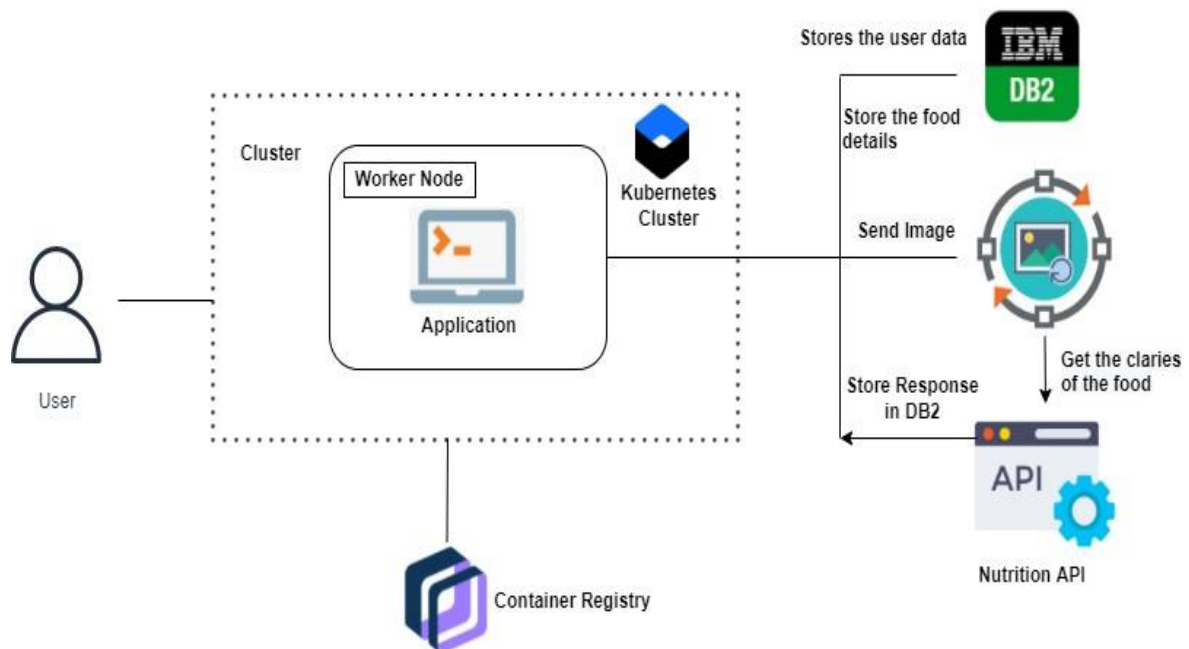 Stores the user data
IBM
DB2
Store the food
details
Cluster
Worker Node
Kubernetes
Cluster
Send Image
Application
Get the claries
of the food
Store Response
in DB2
User
API
Nutrition API
Container Registry